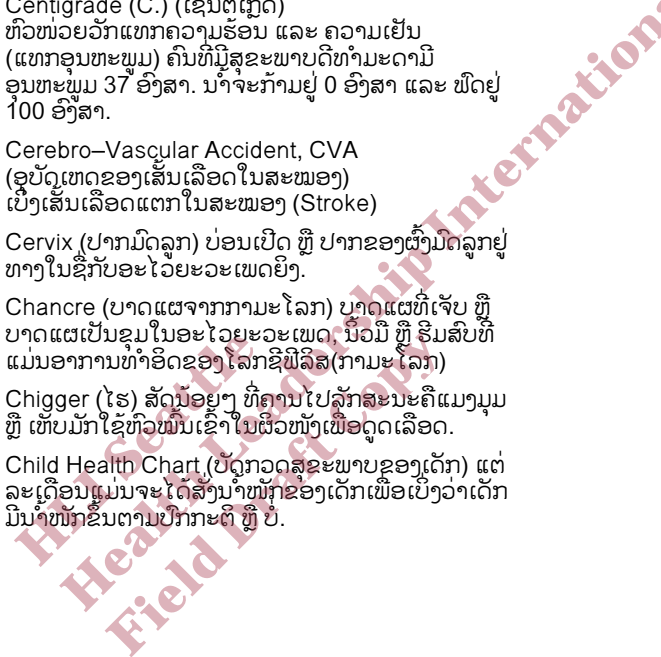 Centigrade (C.) (ເຊນຕິເກຼດ)
ຫົວໜ່ວຍວັກແທກຄວາມຮ້ອນ ແລະ ຄວາມເຢັນ
(ແທກອຸນຫະພູມ) ຄົນທີ່ມີສຸຂະພາບດີທຳມະດາມີ
ອຸນຫະພູມ 37 ອົງສາ. ນ້ຳຈະກ້າມຢູ່ 0 ອົງສາ ແລະ ຟົດຢູ່
100 ອົງສາ.
Cerebro–Vascular Accident, CVA
(ອຸບັດເຫດຂອງເສັ້ນເລືອດໃນສະໝອງ)
ເບິ່ງເສັ້ນເລືອດແຕກໃນສະໝອງ (Stroke)
Cervix (ປາກມົດລູກ) ບ່ອນເປີດ ຫຼື ປາກຂອງຜົ້ງມົດລູກຢູ່
ທາງໃນຊື່ກັບອະໄວຍະວະເພດຍິງ.
Chancre (ບາດແຜຈາກກາມະໂລກ) ບາດແຜທີ່ເຈັບ ຫຼື
ບາດແຜເປັນຂຸມໃນອະໄວຍະວະເພດ, ນິ້ວມື ຫຼື ຮີມສົບທີ່
ແມ່ນອາການທຳອິດຂອງໂລກຊີຟີລິສ(ກາມະໂລກ)
Chigger (ໄຮ) ສັດນ້ອຍໆ ທີ່ຄານໄປລັກສະນະຄືແມງມຸມ
ຫຼື ເຫັບມັກໃຊ້ຫົວໝັ້ນເຂົ້າໃນຜິວໜັງເພື່ອດູດເລືອດ.
Child Health Chart (ບັດກວດສຸຂະພາບຂອງເດັກ) ແຕ່
ລະເດືອນແມ່ນຈະໄດ້ສັ່ງນ້ຳໜັກຂອງເດັກເພື່ອເບິ່ງວ່າເດັກ
ມີນ້ຳໜັກຂຶ້ນຕາມປົກກະຕິ ຫຼື ບໍ່.
HLI Seattle
Health Leadership International
Field Draft Copy